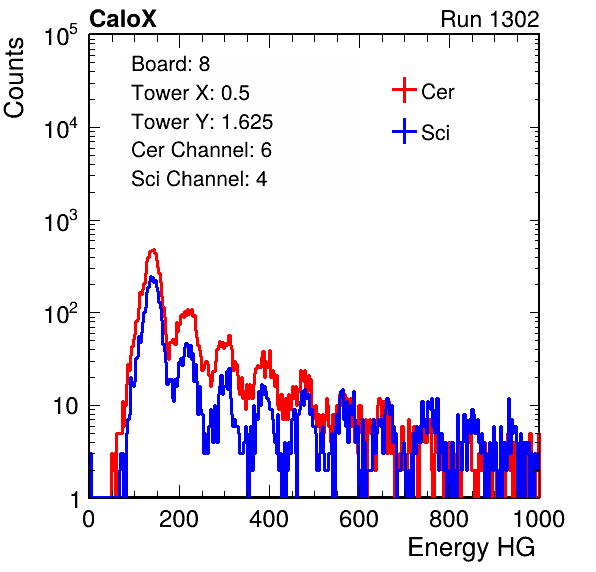 CaloX Run 1302
Counts
10^5
10^4
10^3
10^2
10
1
Board: 8
Tower X: 0.5
Tower Y: 1.625
Cer Channel: 6
Sci Channel: 4
Cer
Sci
0 200 400 600 800 1000
Energy HG